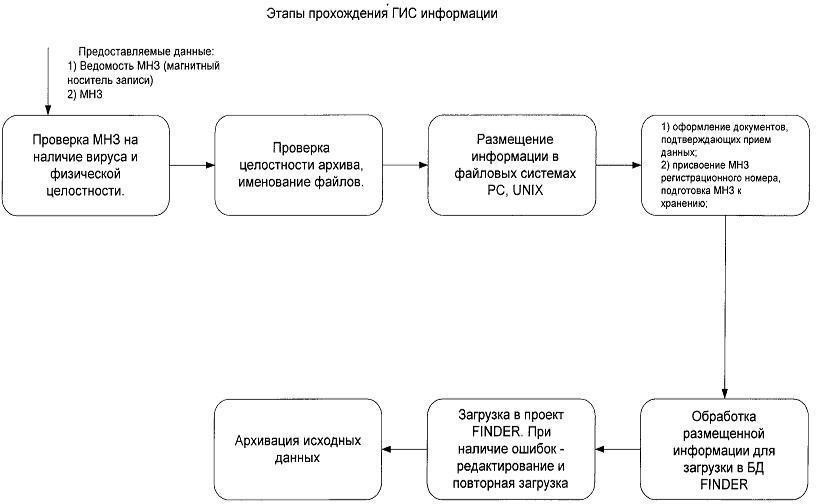 Этапы прохождения ГИС информации
Предоставляемые данные:
1) Ведомость МНЗ (магнитный
носитель записи)
2) МНЗ
Проверка МНЗ на
наличие вируса и
физической
целостности.
Проверка
целостности архива,
именование файлов.
Размещение
информации в
файловых системах
PC, UNIX
1) оформление документов,
подтверждающих прием
данных;
2) присвоение МНЗ
регистрационного номера,
подготовка МНЗ к
хранению;
Архивация исходных
данных
Загрузка в проект
FINDER. При
наличие ошибок -
редактирование и
повторная загрузка
Обработка
размещенной
информации для
загрузки в БД
FINDER